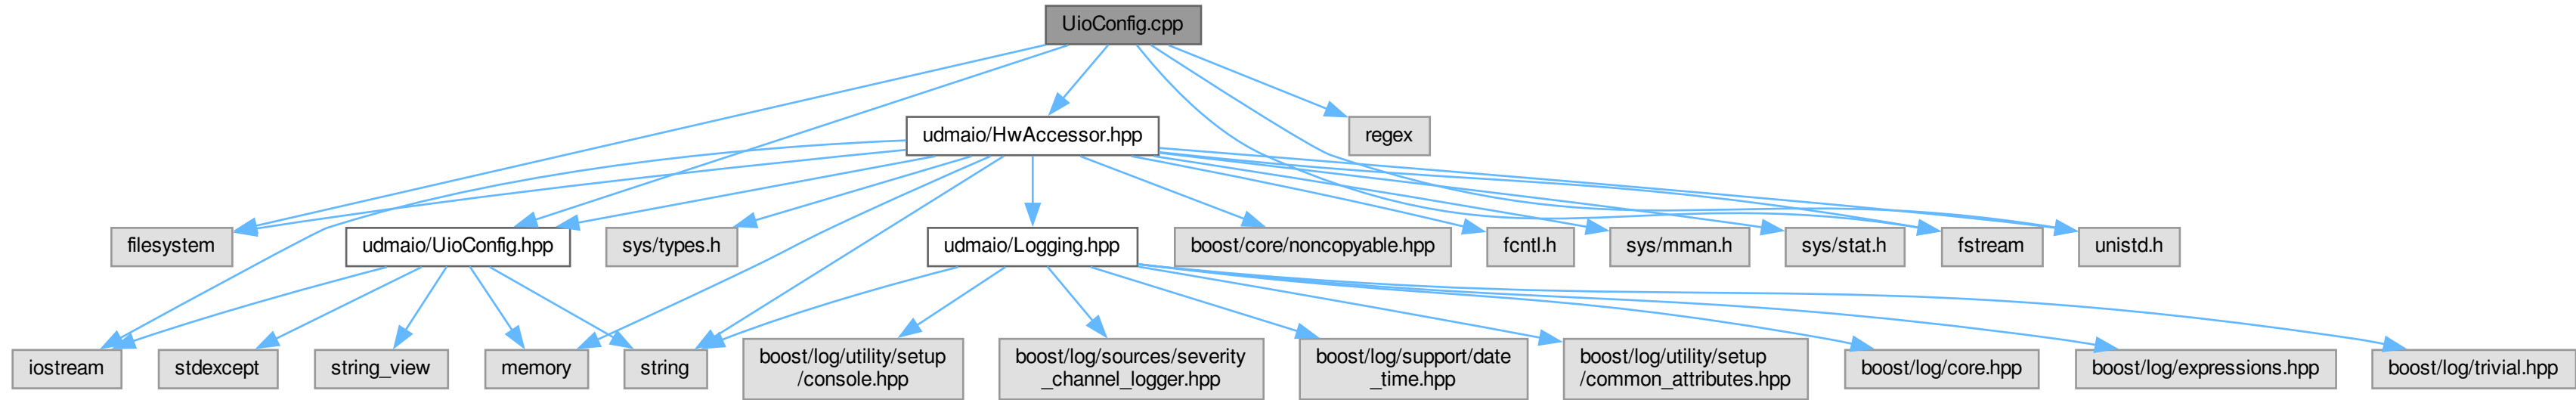 UioConfig.cpp
udmaio/HwAccessor.hpp
regex
filesystem
udmaio/UioConfig.hpp
sys/types.h
udmaio/Logging.hpp
boost/core/noncopyable.hpp
fcntl.h
sys/mman.h
sys/stat.h
fstream
unistd.h
iostream
stdexcept
string_view
memory
string
boost/log/utility/setup
/console.hpp
boost/log/sources/severity
_channel_logger.hpp
boost/log/support/date
_time.hpp
boost/log/utility/setup
/common_attributes.hpp
boost/log/core.hpp
boost/log/expressions.hpp
boost/log/trivial.hpp